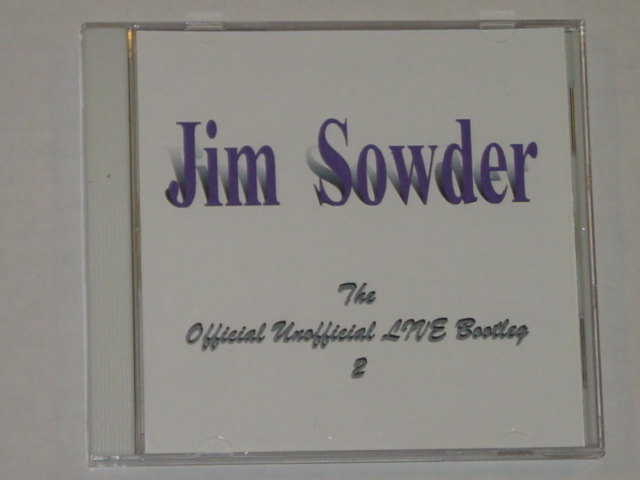 Jim Sowder
The
Official Unofficial LIVE Bootleg
2